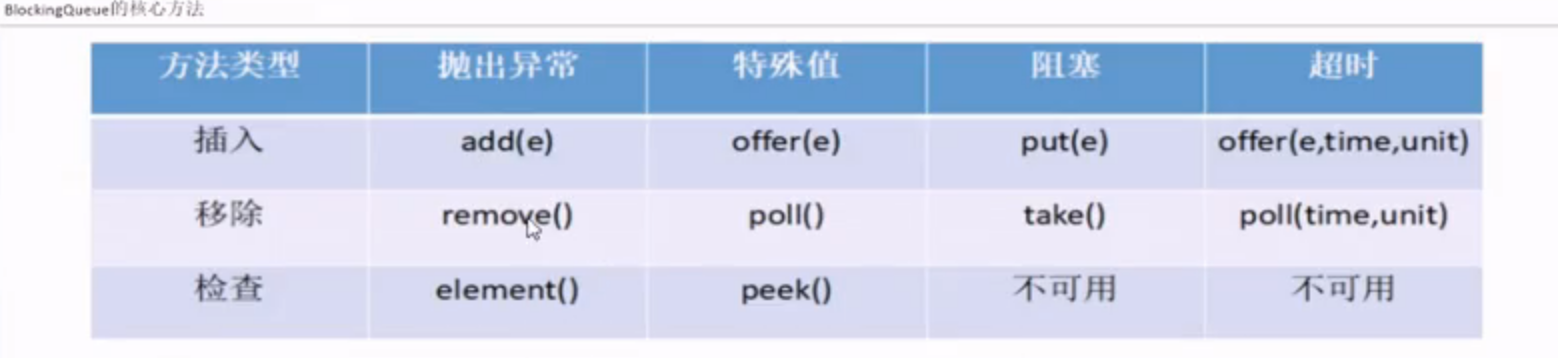 BlockingQueue的核心方法
方法类型 抛出异常 特殊值 阻塞 超时
插入 add(e) offer(e) put(e) offer(e,time,unit)
移除 remove() poll() take() poll(time,unit)
检查 element() peek() 不可用 不可用